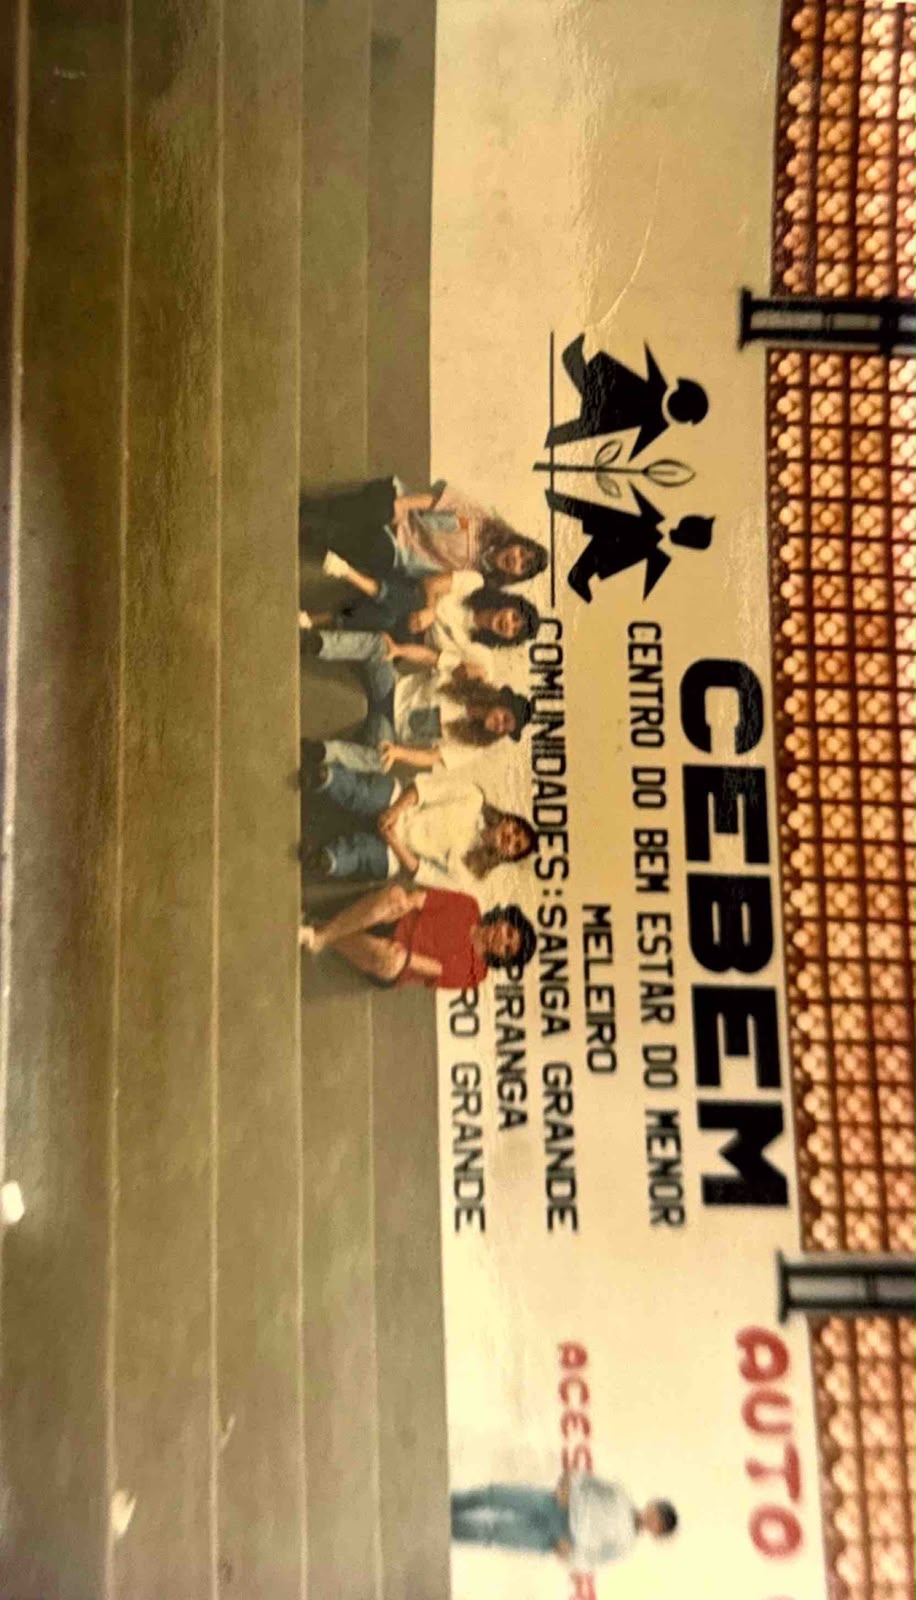 CEBEM
CENTRO DO BEM ESTAR DO MENOR
MELEIRO
COMUNIDADES: SANGA GRANDE
PIRANGA
RO GRANDE
AUTO
ACES